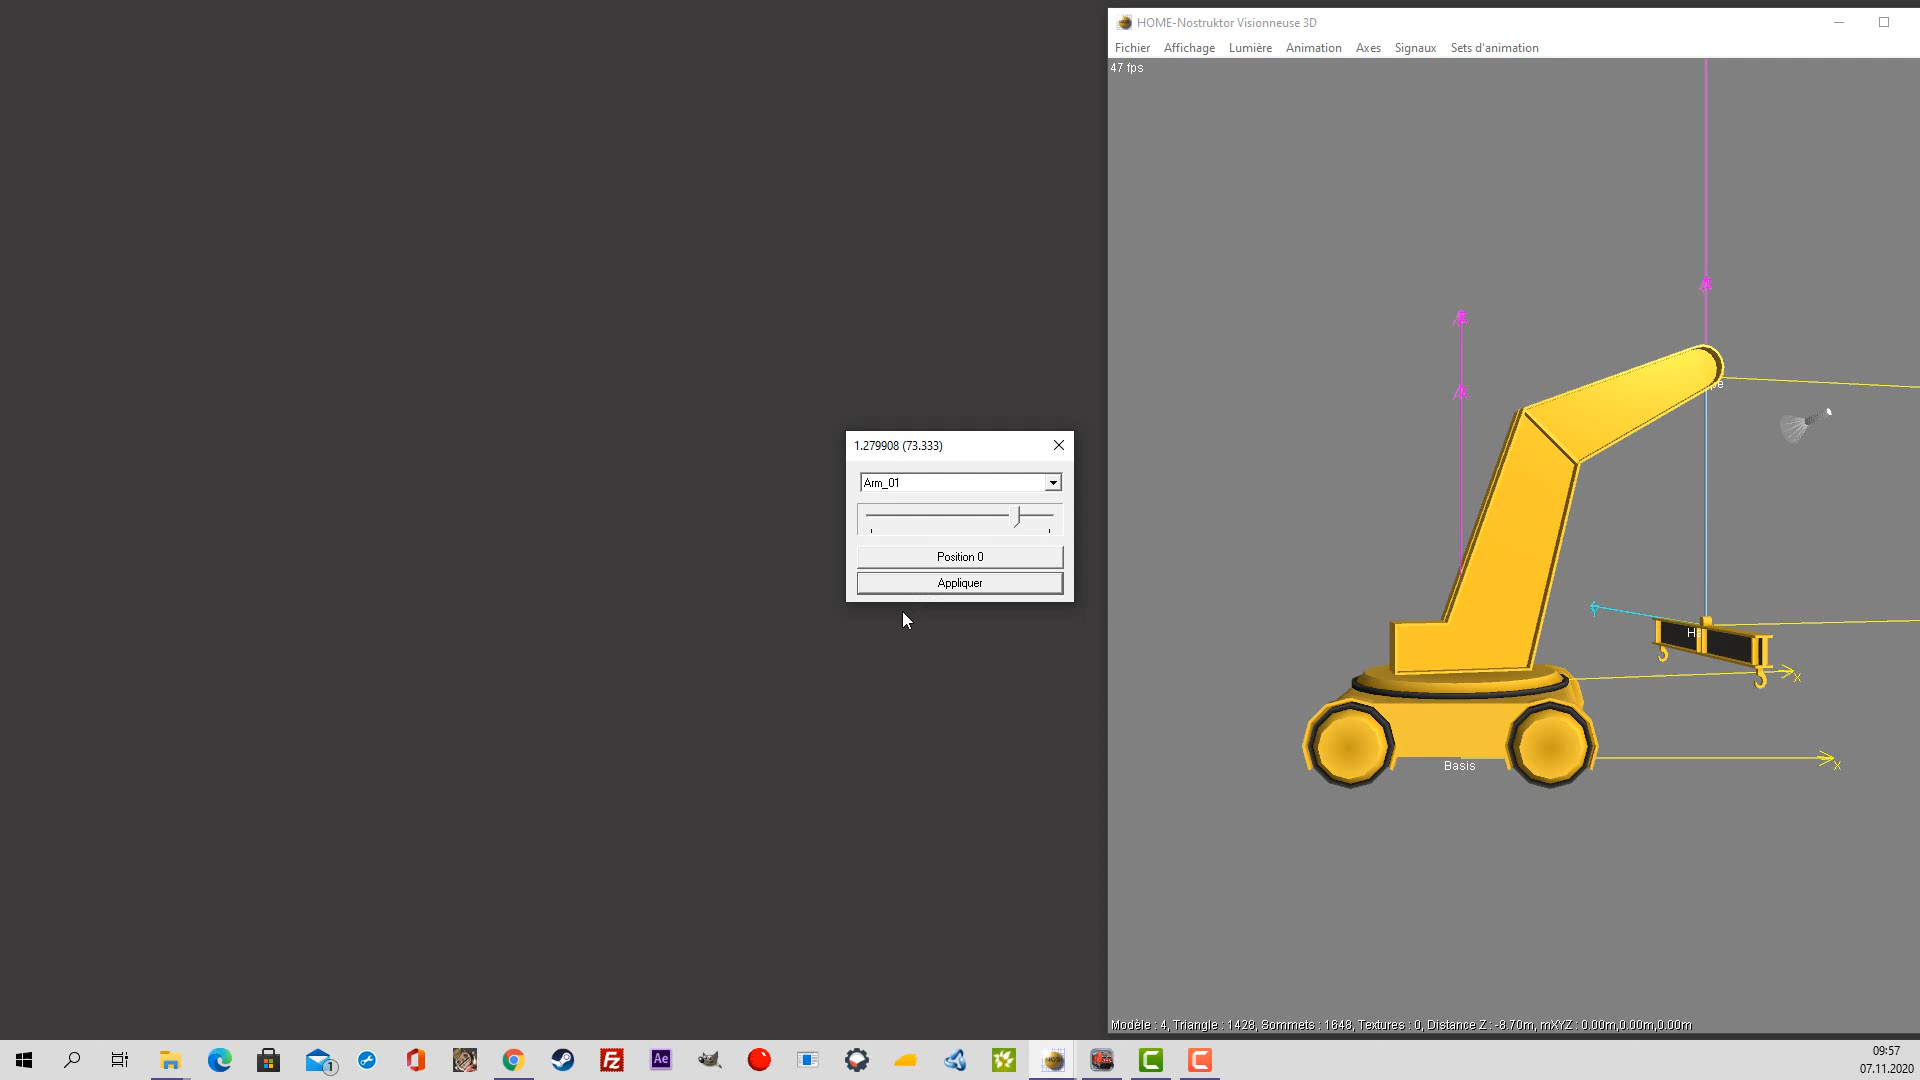 HOME-Nostruktor Visionneuse 3D
Fichier Affichage Lumière Animation Axes Signaux Sets d'animation
47 fps
1.279908 (73.333)
Arm_01
Position 0
Appliquer
x
x
Basis
Modèle : 4, Triangle : 1428, Sommets : 1648, Textures : 0, Distance Z : -8.70m, mXYZ : 0.00m,0.00m,0.00m
1
Ae
09:57
07.11.2020